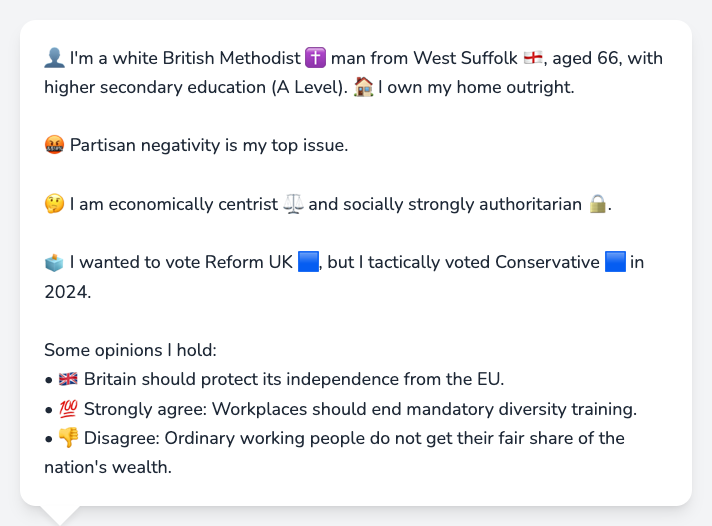 👤 I'm a white British Methodist ✝️ man from West Suffolk 🏴󠁧󠁢󠁥󠁮󠁧󠁿, aged 66, with
higher secondary education (A Level). 🏠 I own my home outright.
🤬 Partisan negativity is my top issue.
🤔 I am economically centrist ⚖️ and socially strongly authoritarian 🔒.
🗳️ I wanted to vote Reform UK 🟦, but I tactically voted Conservative 🟦 in
2024.
Some opinions I hold:
• 🇬🇧 Britain should protect its independence from the EU.
• 💯 Strongly agree: Workplaces should end mandatory diversity training.
• 👎 Disagree: Ordinary working people do not get their fair share of the
nation's wealth.